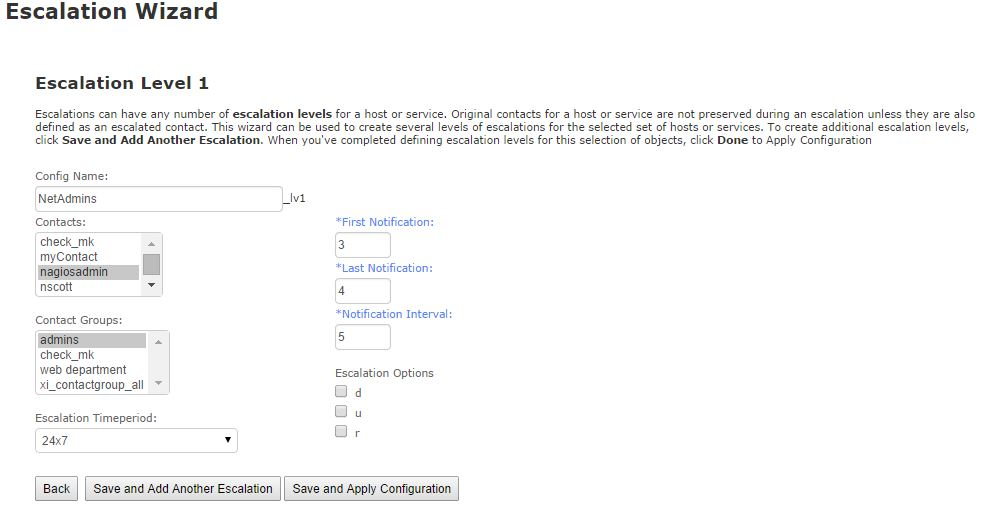 Escalation Wizard
Escalation Level 1
Escalations can have any number of escalation levels for a host or service. Original contacts for a host or service are not preserved during an escalation unless they are also
defined as an escalated contact. This wizard can be used to create several levels of escalations for the selected set of hosts or services. To create additional escalation levels,
click Save and Add Another Escalation. When you've completed defining escalation levels for this selection of objects, click Done to Apply Configuration
Config Name:
NetAdmins _lv1
Contacts:
check_mk
myContact
nagiosadmin
nscott
Contact Groups:
admins
check_mk
web department
xi_contactgroup_all
Escalation Timeperiod:
24x7
*First Notification:
3
*Last Notification:
4
*Notification Interval:
5
Escalation Options
d
u
r
Back Save and Add Another Escalation Save and Apply Configuration